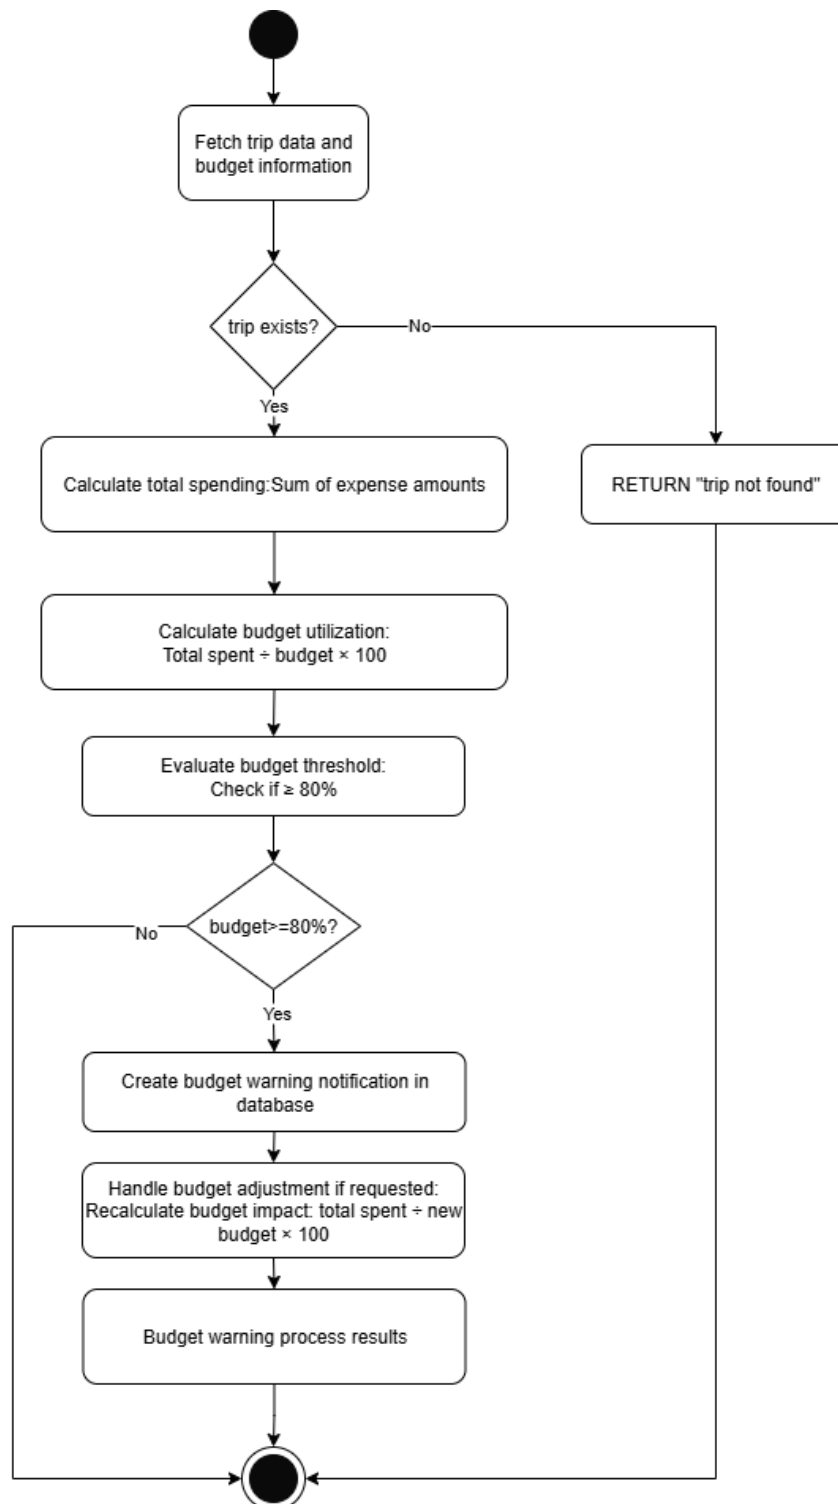 Fetch trip data and
budget information
trip exists?
No
Yes
Calculate total spending:Sum of expense amounts
RETURN "trip not found"
Calculate budget utilization:
Total spent ÷ budget × 100
Evaluate budget threshold:
Check if ≥ 80%
budget>=80%?
No
Yes
Create budget warning notification in
database
Handle budget adjustment if requested:
Recalculate budget impact: total spent ÷ new
budget × 100
Budget warning process results